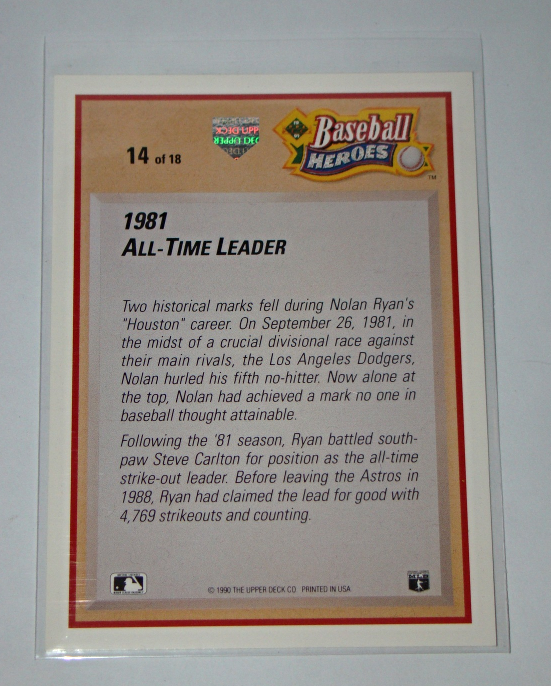 14 of 18
Baseball
HEROES
TM
1981
ALL-TIME LEADER
Two historical marks fell during Nolan Ryan's
"Houston" career. On September 26, 1981, in
the midst of a crucial divisional race against
their main rivals, the Los Angeles Dodgers,
Nolan hurled his fifth no-hitter. Now alone at
the top, Nolan had achieved a mark no one in
baseball thought attainable.
Following the '81 season, Ryan battled south-
paw Steve Carlton for position as the all-time
strike-out leader. Before leaving the Astros in
1988, Ryan had claimed the lead for good with
4,769 strikeouts and counting.
© 1990 THE UPPER DECK CO. PRINTED IN USA